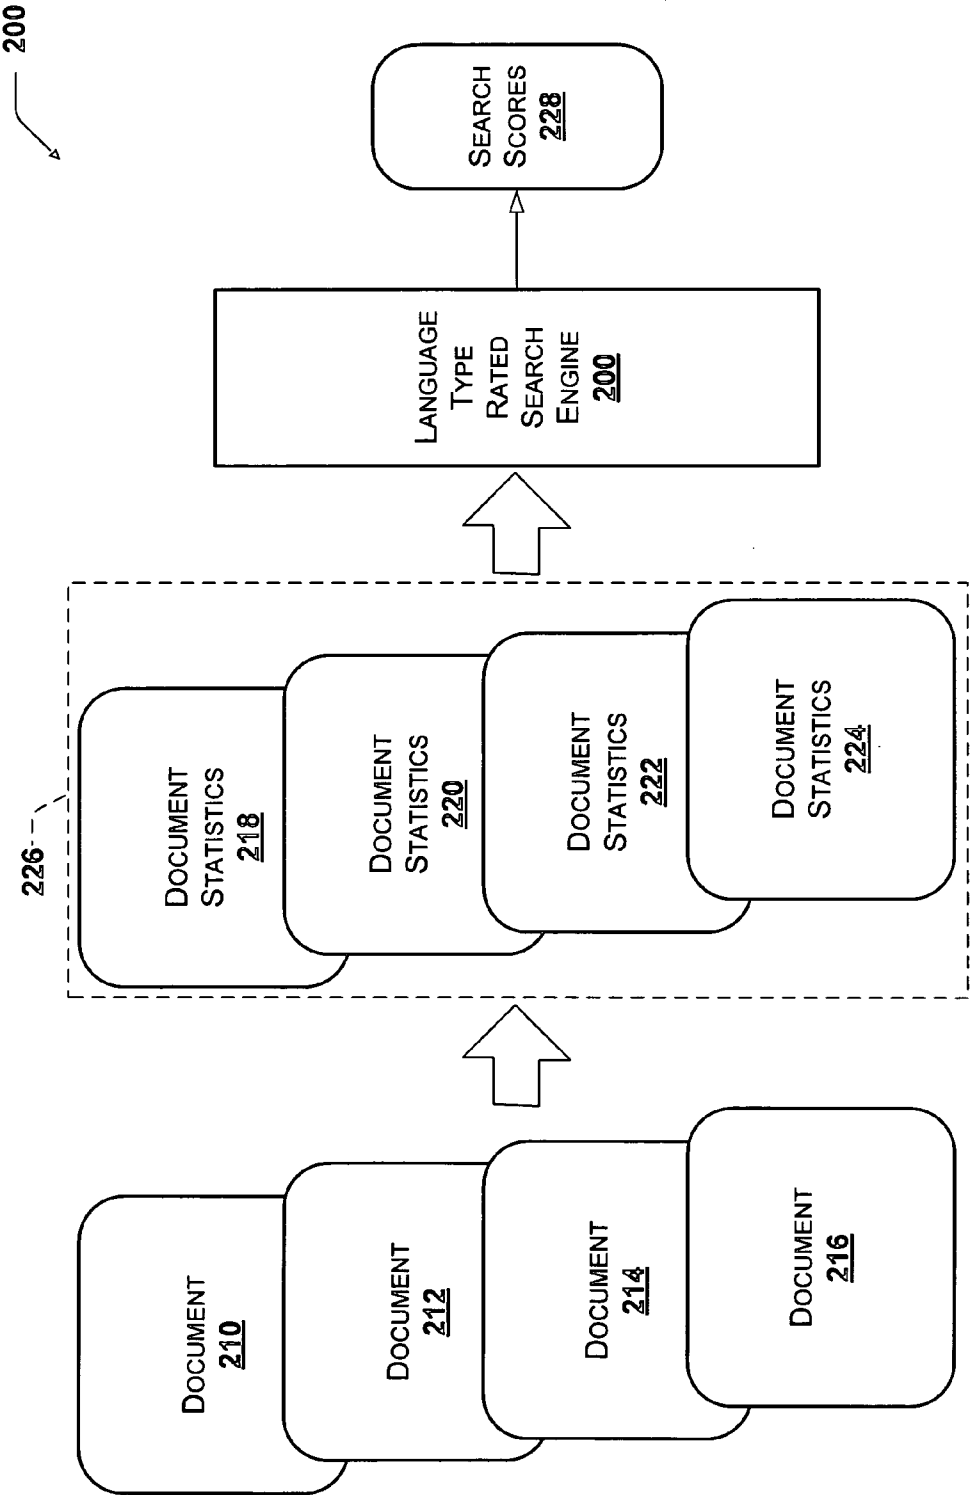 200
DOCUMENT
210
DOCUMENT
212
DOCUMENT
214
DOCUMENT
216
226
DOCUMENT
STATISTICS
218
DOCUMENT
STATISTICS
220
DOCUMENT
STATISTICS
222
DOCUMENT
STATISTICS
224
LANGUAGE
TYPE
RATED
SEARCH
ENGINE
200
SEARCH
SCORES
228